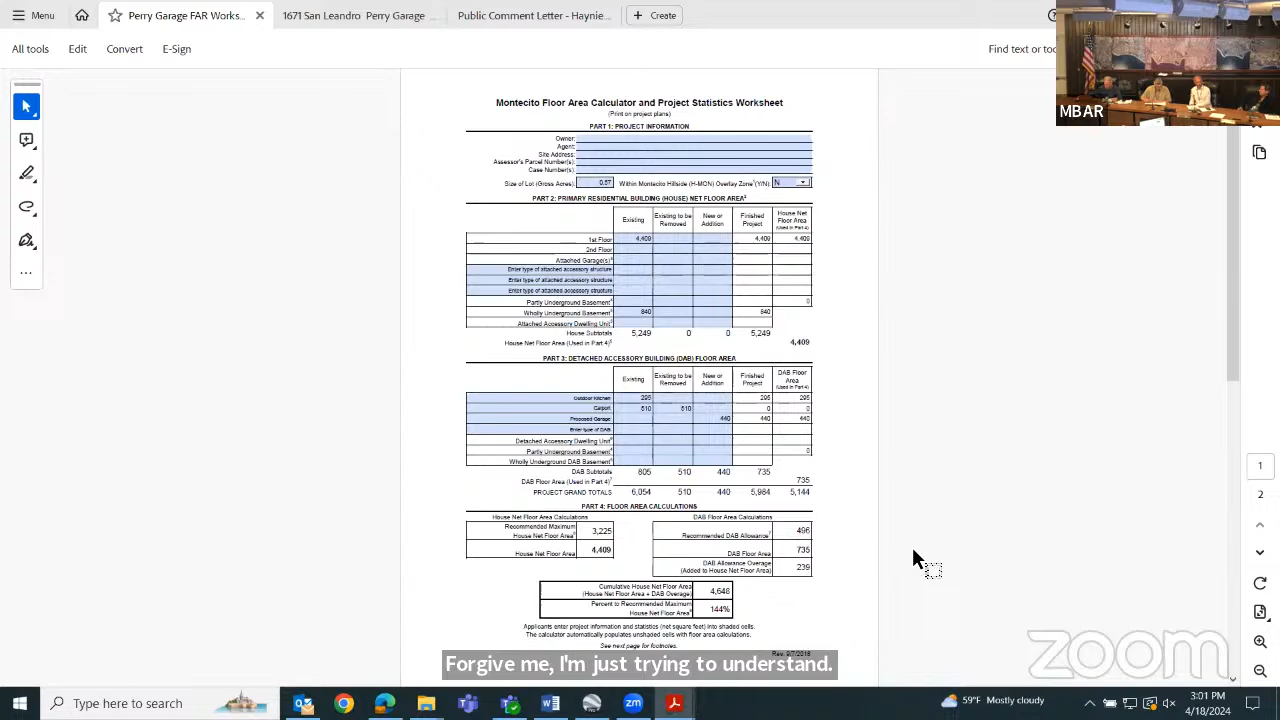 Menu
Perry Garage FAR Works...
1671 San Leandro Perry Garage
Public Comment Letter - Haynie...
Create
All tools
Edit
Convert
E-Sign
Find text or too
MBAR
Montecito Floor Area Calculator and Project Statistics Worksheet
(Print on project plans)
PART 1: PROJECT INFORMATION
Owner:
Agent:
Site Address:
Assessor's Parcel Number(s):
Case Number(s):
Size of Lot (Gross Acres): 0.57 Within Montecito Hillside (H-MON) Overlay Zone1(Y/N): N
PART 2: PRIMARY RESIDENTIAL BUILDING (HOUSE) NET FLOOR AREA2
Existing Existing to be Removed New or Addition Finished Project House Net Floor Area (Used in Part 4)
1st Floor 4,409 4,409 4,409
2nd Floor
Attached Garage(s)
Enter type of attached accessory structure
Enter type of attached accessory structure
Enter type of attached accessory structure
Partly Underground Basement 0
Wholly Underground Basement 840 840
Attached Accessory Dwelling Unit
House Subtotals 5,249 0 0 5,249
House Net Floor Area (Used in Part 4) 4,409
PART 3: DETACHED ACCESSORY BUILDING (DAB) FLOOR AREA
Existing Existing to be Removed New or Addition Finished Project DAB Floor Area (Used in Part 4)
Outdoor Kitchen 295 295 295
Carport 510 510 0 0
Proposed Garage 440 440 440
Enter type of DAB
Detached Accessory Dwelling Unit
Partly Underground Basement 0
Wholly Underground DAB Basement
DAB Subtotals 805 510 440 735
DAB Floor Area (Used in Part 4) 735
PROJECT GRAND TOTALS 6,054 510 440 5,984 5,144
PART 4: FLOOR AREA CALCULATIONS
House Net Floor Area Calculations DAB Floor Area Calculations
Recommended Maximum House Net Floor Area 3,225
House Net Floor Area 4,409
Recommended DAB Allowance 496
DAB Floor Area 735
DAB Allowance Overage
(Added to House Net Floor Area) 239
Cumulative House Net Floor Area
(House Net Floor Area + DAB Overage) 4,648
Percent to Recommended Maximum
House Net Floor Area 144%
Applicants enter project information and statistics (net square feet) into shaded cells.
The calculator automatically populates unshaded cells with floor area calculations.
See next page for footnotes.
Rev. 9/7/2018
Forgive me, I'm just trying to understand.
1
2
zoom
Type here to search
59°F Mostly cloudy
3:01 PM
4/18/2024